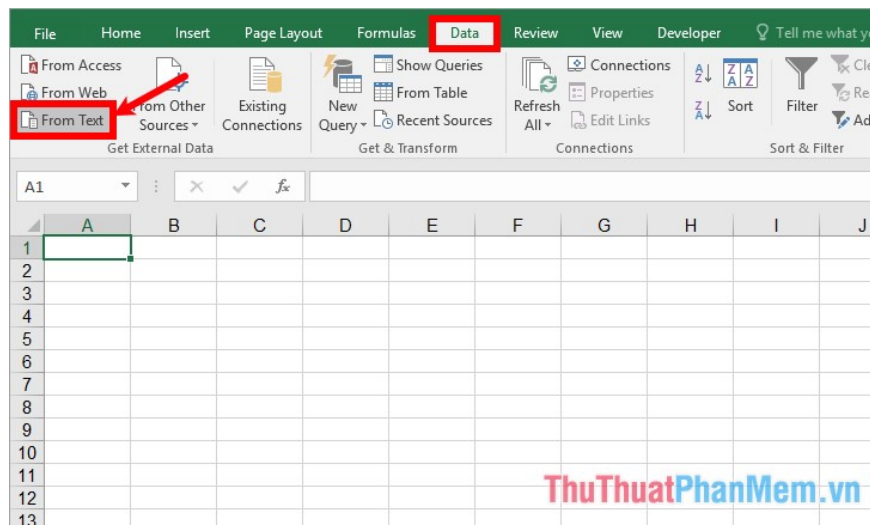 File Home Insert Page Layout Formulas Data Review View Developer Tell me what
From Access Show Queries Connections
From Web From Other Existing New From Table Refresh Properties Sort Filter
From Text Sources Connections Query Recent Sources All Edit Links
Get External Data Get & Transform Connections Sort & Filter
A1 fx
A B C D E F G H I J
1
2
3
4
5
6
7
8
9
10
11
12
13
ThuThuatPhanMem.vn